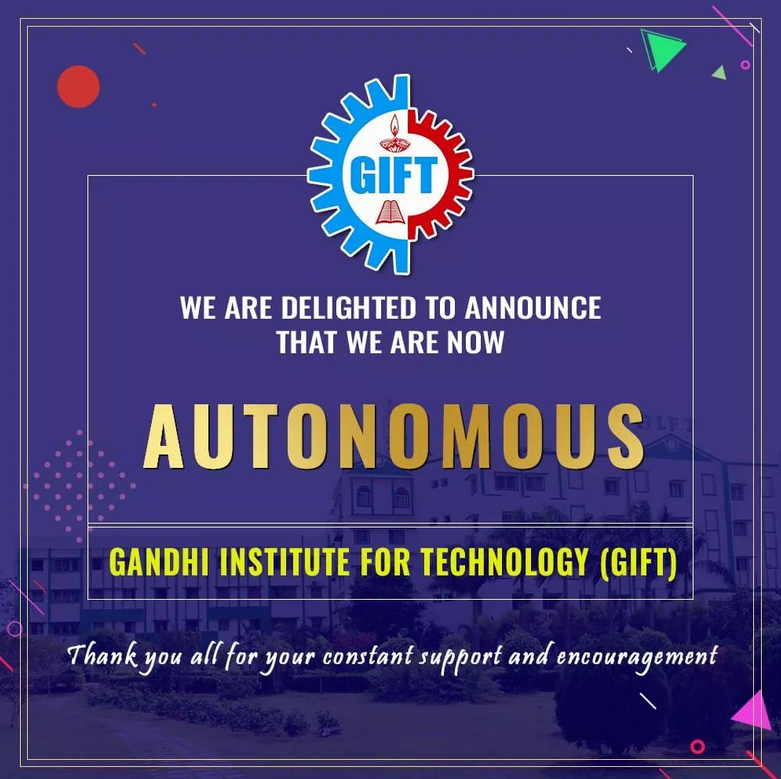 GIFT
WE ARE DELIGHTED TO ANNOUNCE
THAT WE ARE NOW
AUTONOMOUS
GIFT
GANDHI INSTITUTE FOR TECHNOLOGY (GIFT)
Thank you all for your constant support and encouragement